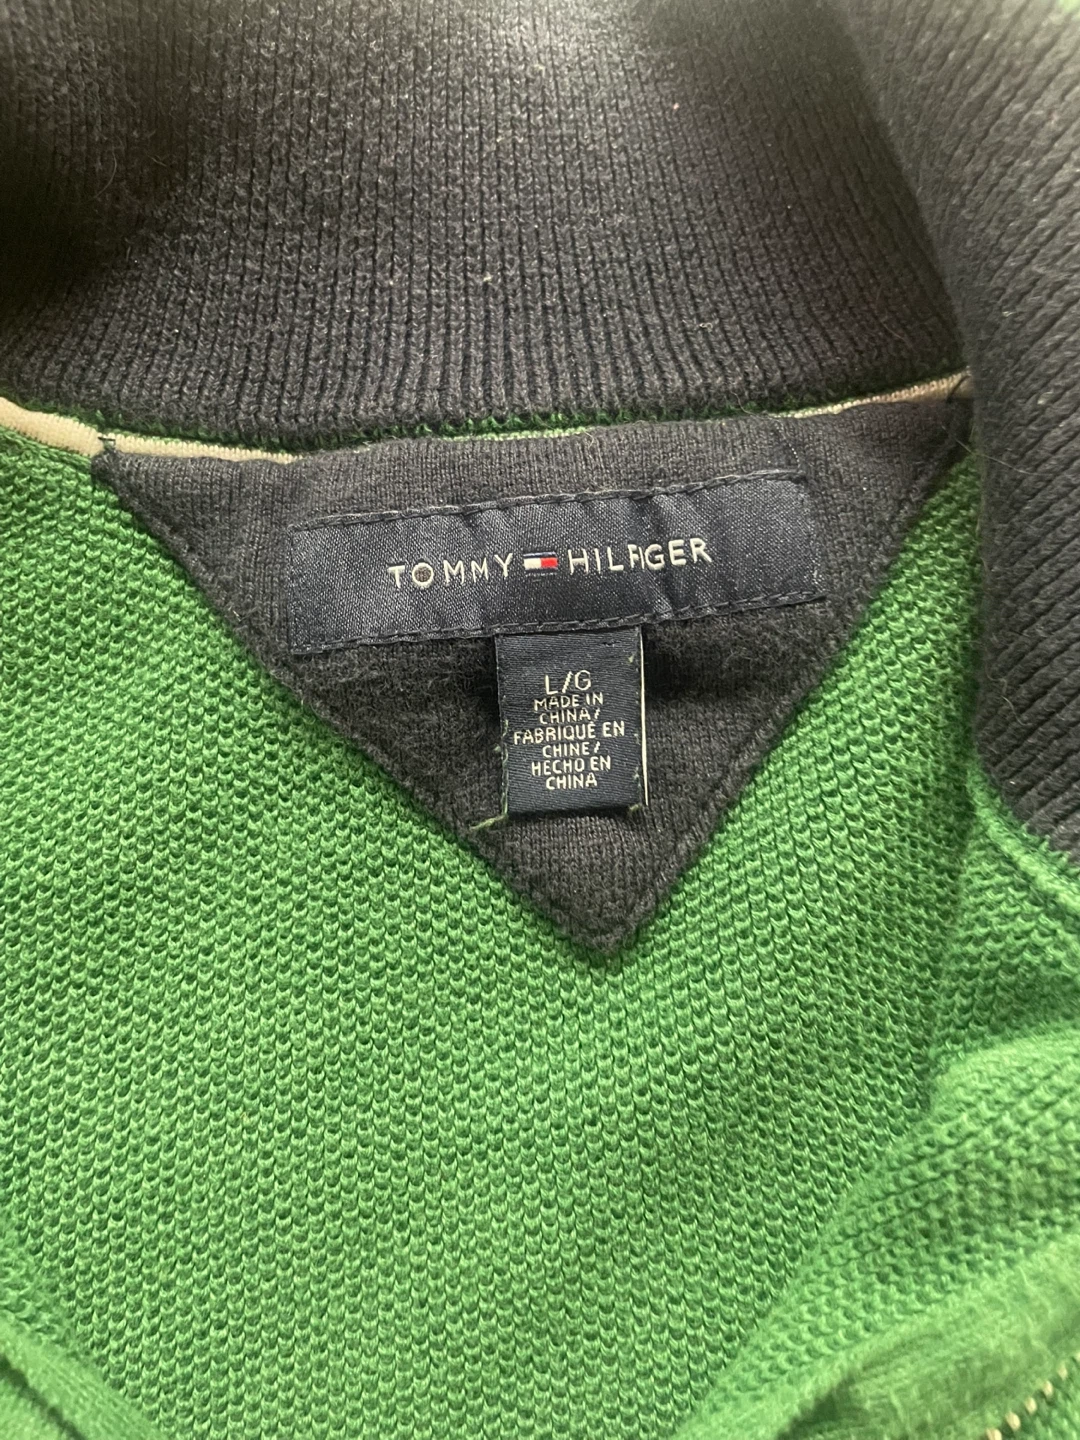 TOMMY HILFIGER
L/G
MADE IN
CHINA/
FABRIQUÉ EN
CHINE/
HECHO EN
CHINA